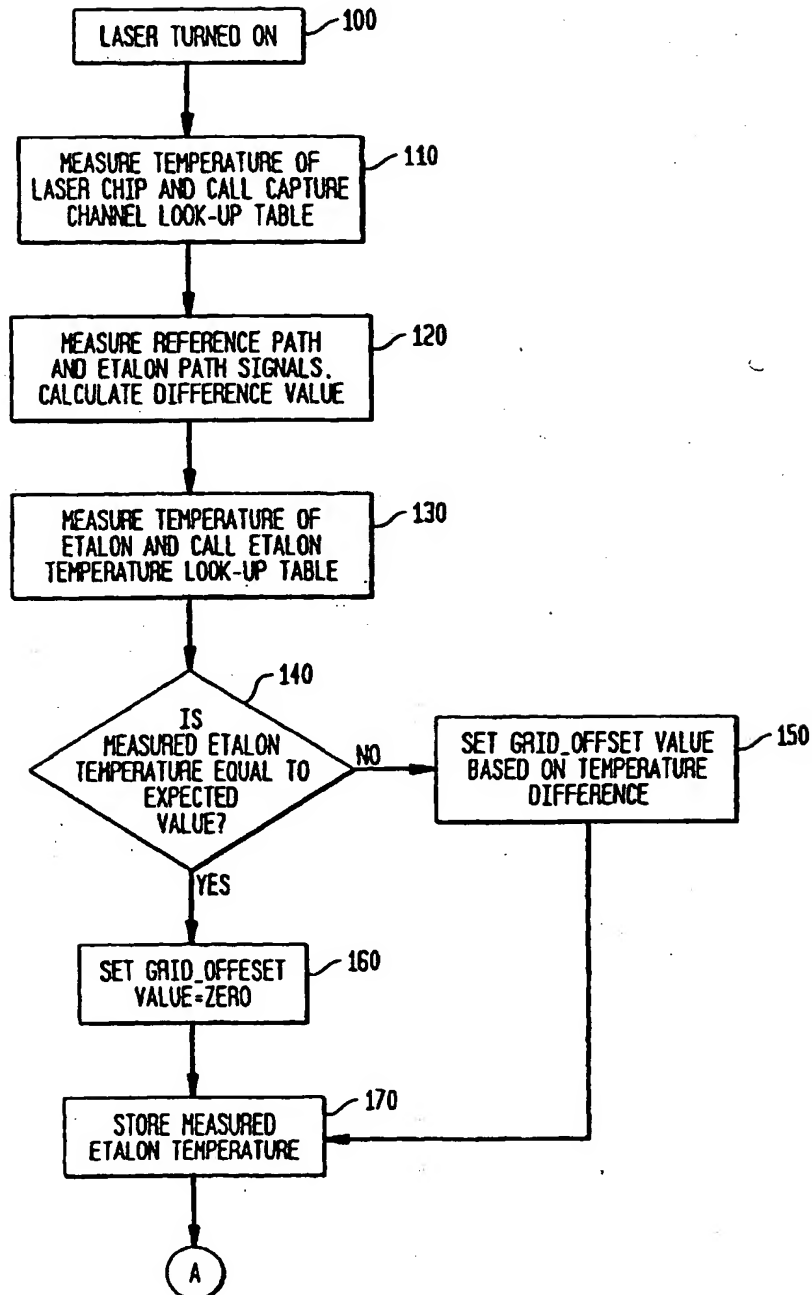 LASER TURNED ON
100
MEASURE TEMPERATURE OF
LASER CHIP AND CALL CAPTURE
CHANNEL LOOK-UP TABLE
110
MEASURE REFERENCE PATH
AND ETALON PATH SIGNALS.
CALCULATE DIFFERENCE VALUE
120
MEASURE TEMPERATURE OF
ETALON AND CALL ETALON
TEMPERATURE LOOK-UP TABLE
130
140
IS
MEASURED ETALON
TEMPERATURE EQUAL TO
EXPECTED
VALUE?
NO
SET GRID_OFFSET VALUE
BASED ON TEMPERATURE
DIFFERENCE
150
YES
SET GRID_OFFESET
VALUE=ZERO
160
STORE MEASURED
ETALON TEMPERATURE
170
A